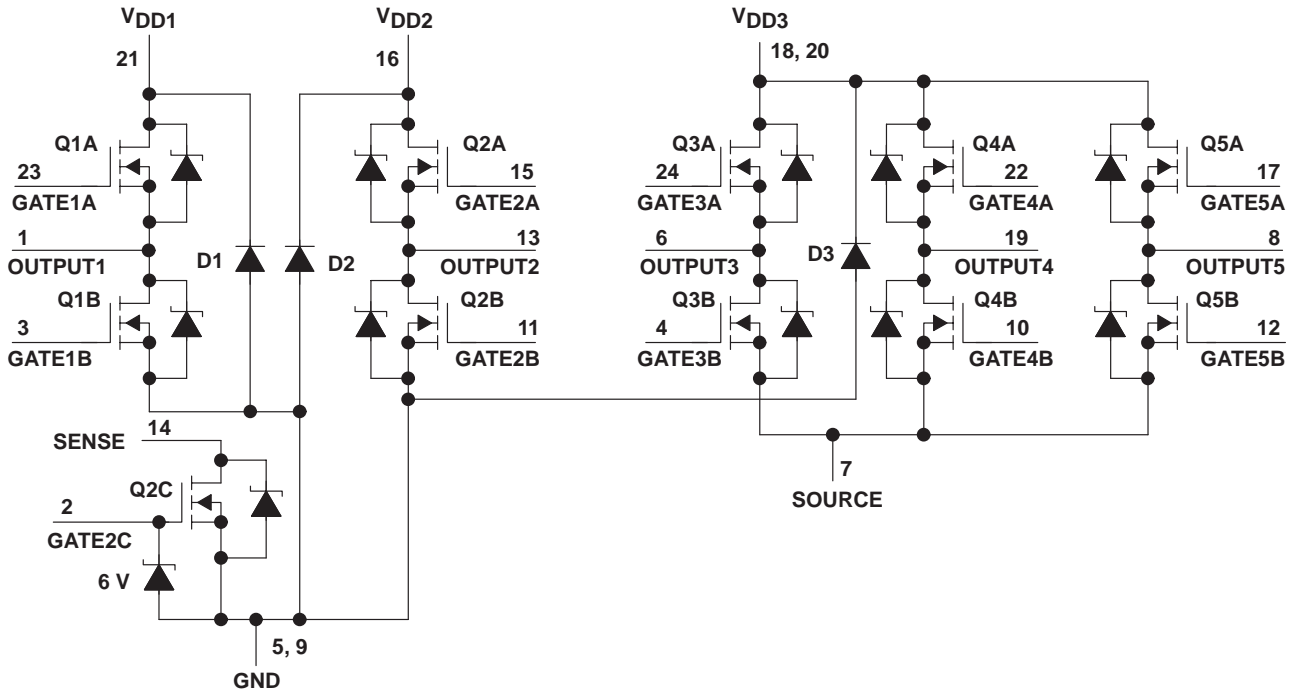 VDD1
VDD2
VDD3
21
16
18, 20
Q1A
Q2A
Q3A
Q4A
Q5A
23
15
24
22
17
GATE1A
GATE2A
GATE3A
GATE4A
GATE5A
1
13
6
19
8
OUTPUT1
D1
D2
OUTPUT2
OUTPUT3
D3
OUTPUT4
OUTPUT5
Q1B
Q2B
Q3B
Q4B
Q5B
3
11
4
10
12
GATE1B
GATE2B
GATE3B
GATE4B
GATE5B
14
SENSE
7
SOURCE
Q2C
2
GATE2C
6 V
5, 9
GND